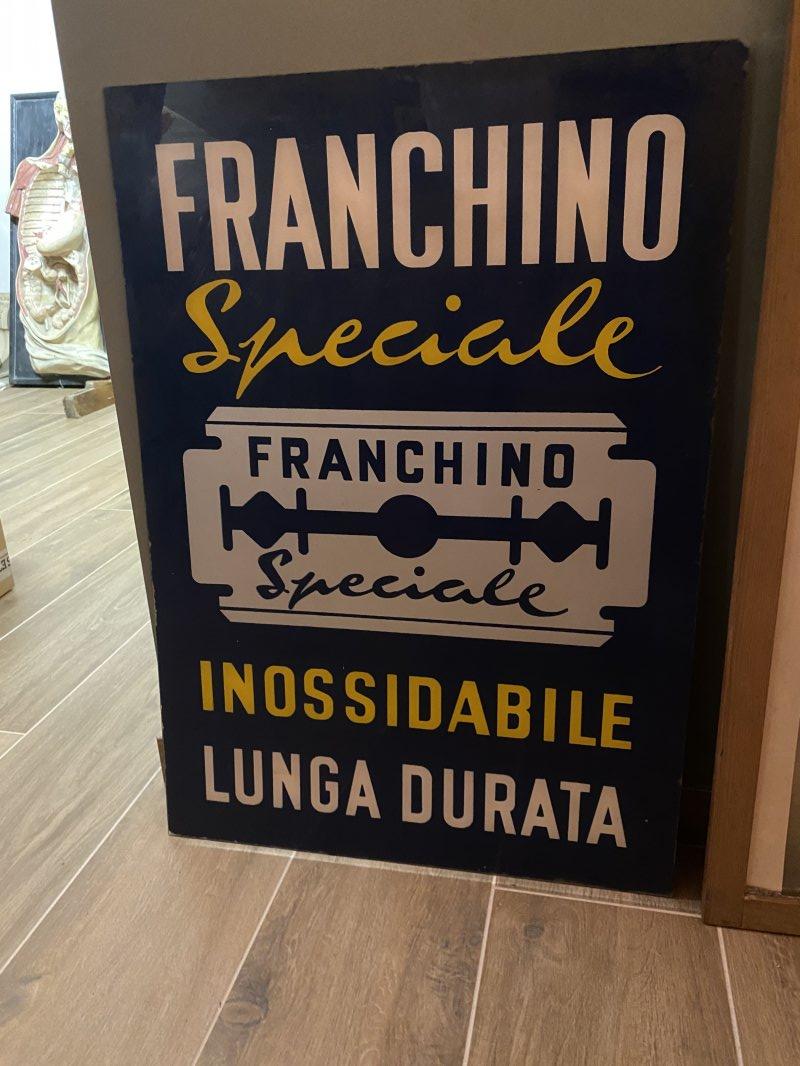 FRANCHINO
Speciale
FRANCHINO
Speciale
INOSSIDABILE
LUNGA DURATA